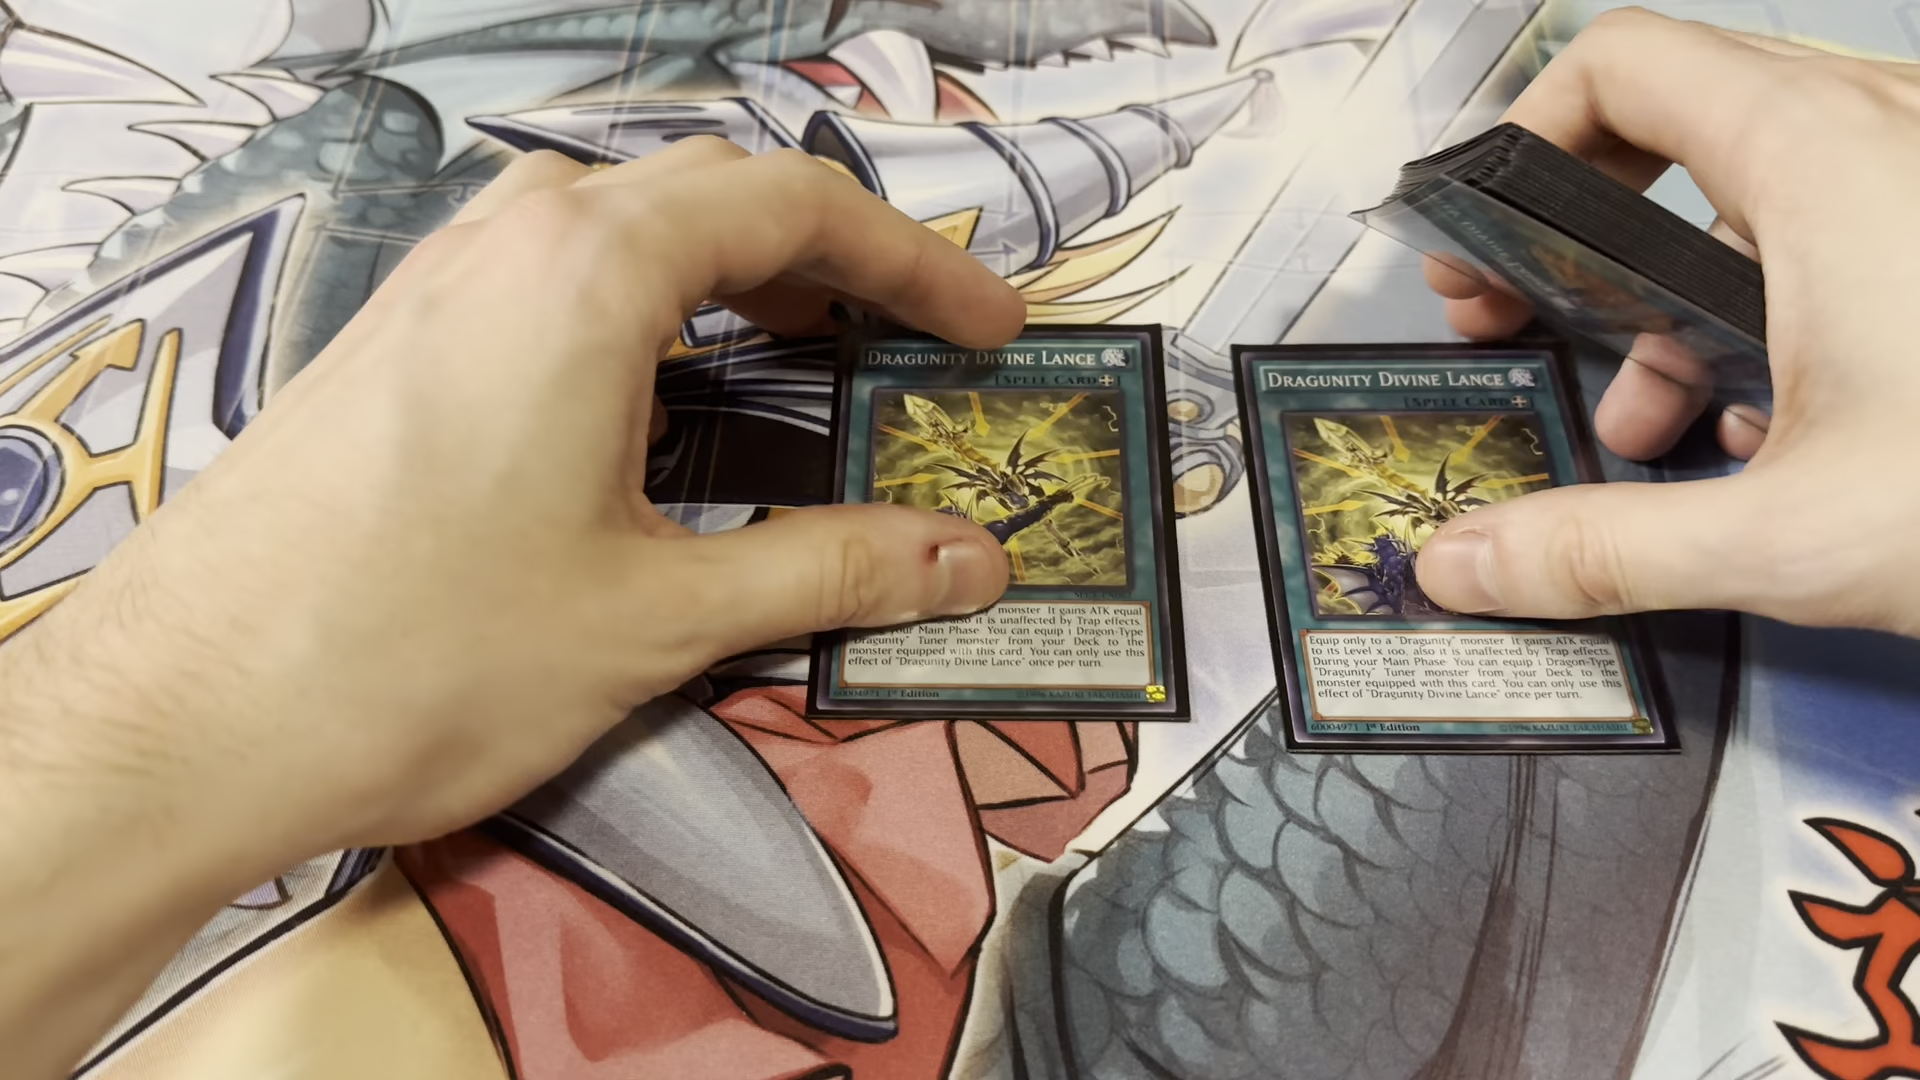 DRAGUNITY DIVINE LANCE
[SPELL CARD]
monster. It gains ATK equal
it is unaffected by Trap effects.
your Main Phase: You can equip 1 Dragon-Type
"Dragunity" Tuner monster from your Deck to the
monster equipped with this card. You can only use this
effect of "Dragunity Divine Lance" once per turn.
60004971 1st Edition ©1996 KAZUKI TAKAHASHI
DRAGUNITY DIVINE LANCE
[SPELL CARD]
Equip only to a "Dragunity" monster. It gains ATK equal
to its Level x 100, also it is unaffected by Trap effects.
During your Main Phase: You can equip 1 Dragon-Type
"Dragunity" Tuner monster from your Deck to the
monster equipped with this card. You can only use this
effect of "Dragunity Divine Lance" once per turn.
60004971 1st Edition ©1996 KAZUKI TAKAHASHI